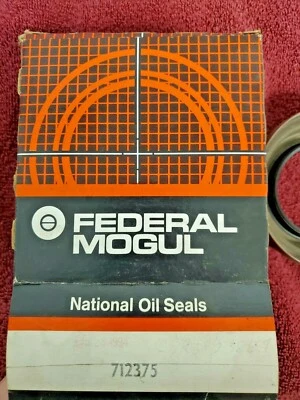 FEDERAL
MOGUL
National Oil Seals
712375